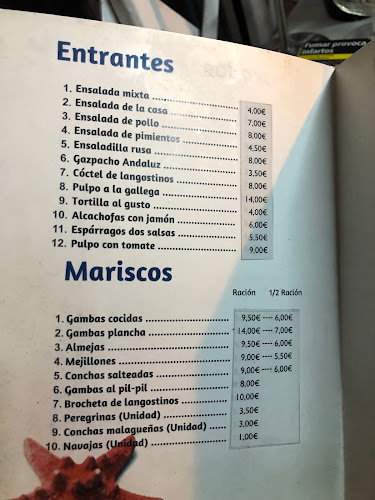 Fumar provoca
infartos
Entrantes
1. Ensalada mixta ........ 4,00€
2. Ensalada de la casa ........ 7,00€
3. Ensalada de pollo ........ 8,00€
4. Ensalada de pimientos ........ 4,50€
5. Ensaladilla rusa ........ 8,00€
6. Gazpacho Andaluz ........ 3,50€
7. Cóctel de langostinos ........ 8,00€
8. Pulpo a la gallega ........ 14,00€
9. Tortilla al gusto ........ 4,00€
10. Alcachofas con jamón ........ 6,00€
11. Espárragos dos salsas ........ 5,50€
12. Pulpo con tomate ........ 9,00€
Mariscos
Ración 1/2 Ración
1. Gambas cocidas ........ 9,50€ ---- 6,00€
2. Gambas plancha ........ 14,00€ ---- 7,00€
3. Almejas ........ 9,50€ ---- 6,00€
4. Mejillones ........ 9,00€ ---- 5,50€
5. Conchas salteadas ........ 9,00€ ---- 6,00€
6. Gambas al pil-pil ........ 8,00€
7. Brocheta de langostinos ........ 10,00€
8. Peregrinas (Unidad) ........ 3,50€
9. Conchas malagueñas (Unidad) ........ 3,00€
10. Navajas (Unidad) ........ 1,00€